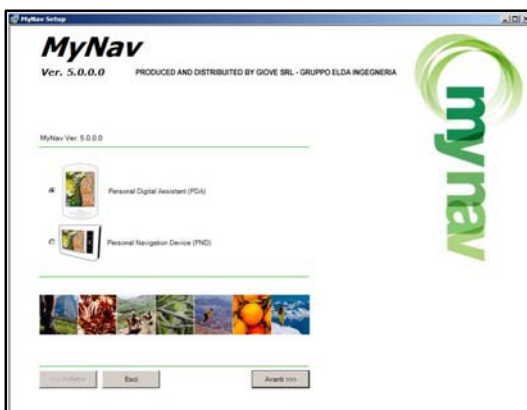 MyNav Setup
MyNav
Ver. 5.0.0.0 PRODUCED AND DISTRIBUITED BY GIOVE SRL - GRUPPO ELDA INGEGNERIA
mynav
MyNav Ver. 5.0.0.0
Personal Digital Assistant (PDA)
Personal Navigation Device (PND)
<<< Indietro Esci Avanti >>>